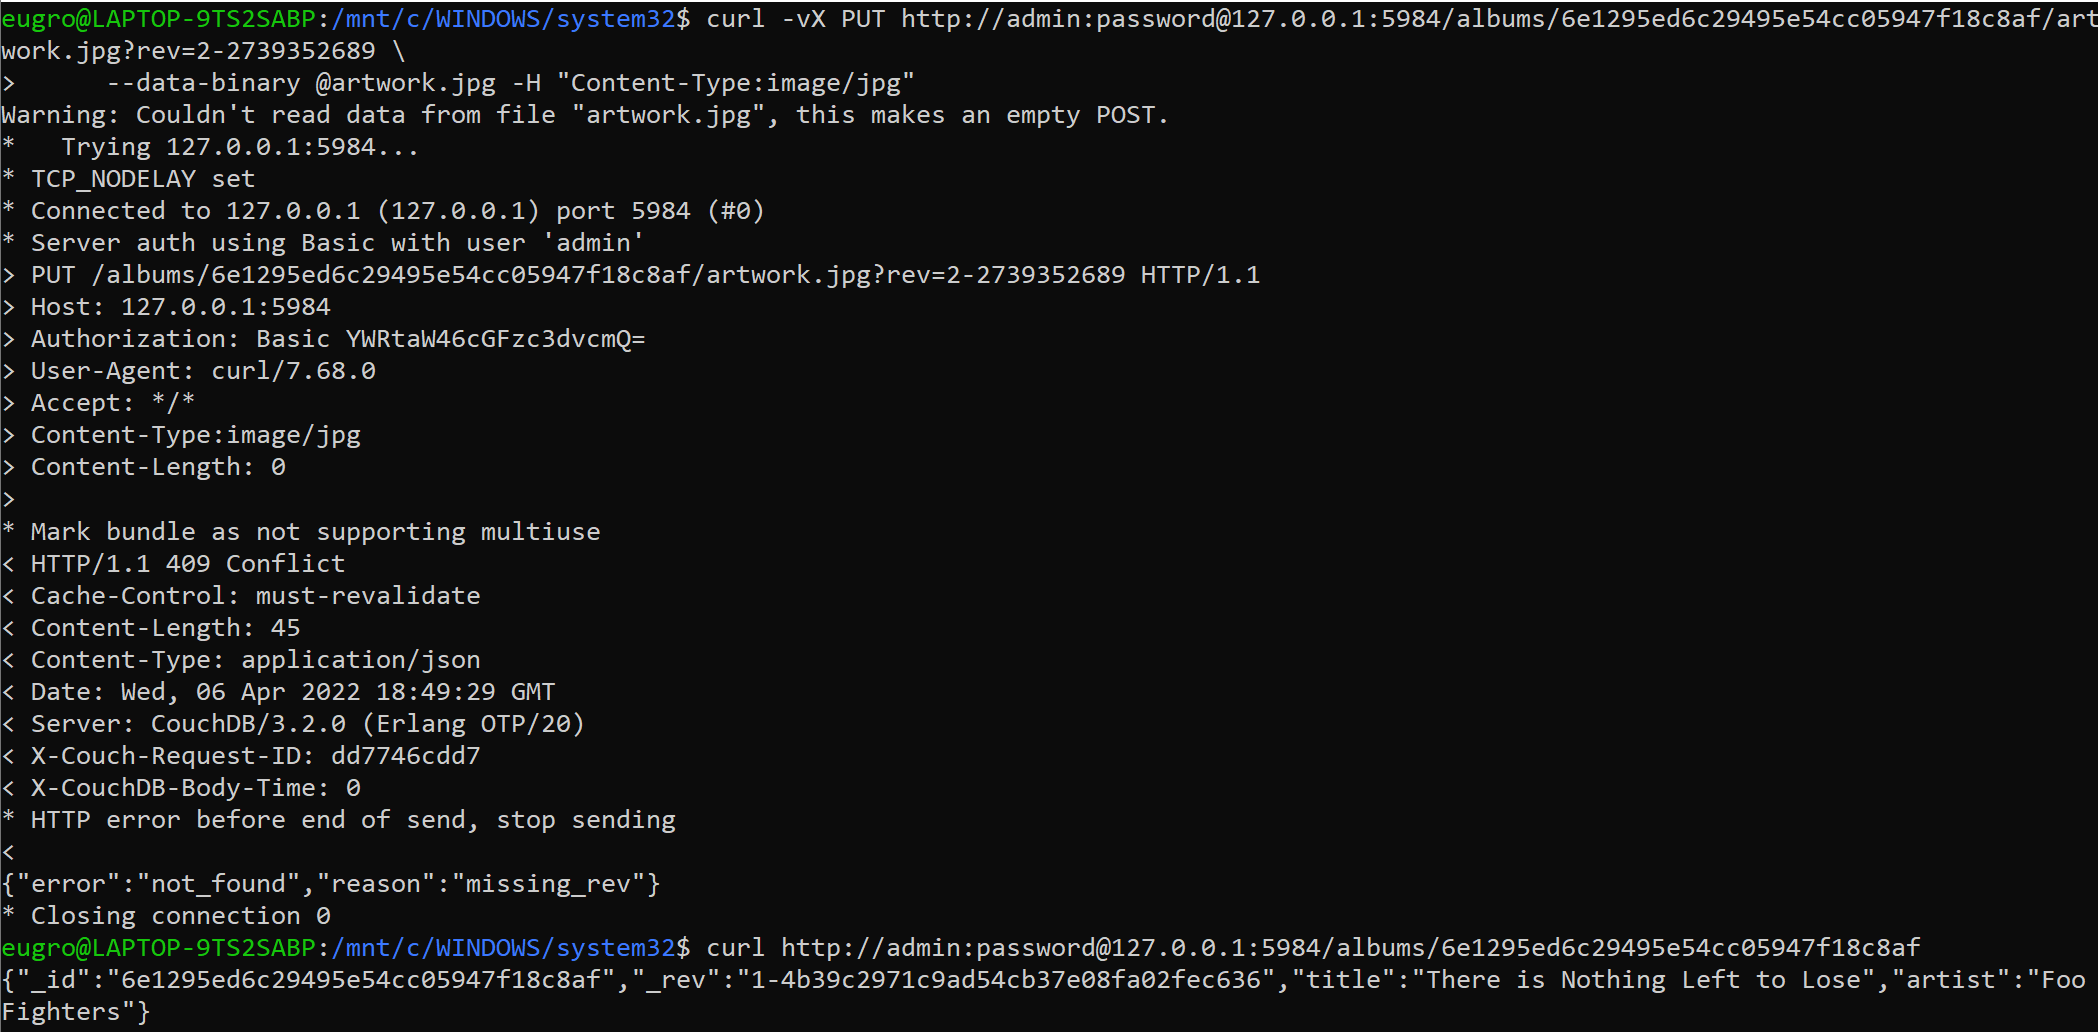 eugro@LAPTOP-9TS2SABP:/mnt/c/WINDOWS/system32$ curl -vX PUT http://admin:password@127.0.0.1:5984/albums/6e1295ed6c29495e54cc05947f18c8af/art
work.jpg?rev=2-2739352689 \
>      --data-binary @artwork.jpg -H "Content-Type:image/jpg"
Warning: Couldn't read data from file "artwork.jpg", this makes an empty POST.
*   Trying 127.0.0.1:5984...
* TCP_NODELAY set
* Connected to 127.0.0.1 (127.0.0.1) port 5984 (#0)
* Server auth using Basic with user 'admin'
> PUT /albums/6e1295ed6c29495e54cc05947f18c8af/artwork.jpg?rev=2-2739352689 HTTP/1.1
> Host: 127.0.0.1:5984
> Authorization: Basic YWRtaW46cGFzc3dvcmQ=
> User-Agent: curl/7.68.0
> Accept: */*
> Content-Type:image/jpg
> Content-Length: 0
>
* Mark bundle as not supporting multiuse
< HTTP/1.1 409 Conflict
< Cache-Control: must-revalidate
< Content-Length: 45
< Content-Type: application/json
< Date: Wed, 06 Apr 2022 18:49:29 GMT
< Server: CouchDB/3.2.0 (Erlang OTP/20)
< X-Couch-Request-ID: dd7746cdd7
< X-CouchDB-Body-Time: 0
* HTTP error before end of send, stop sending
<
{"error":"not_found","reason":"missing_rev"}
* Closing connection 0
eugro@LAPTOP-9TS2SABP:/mnt/c/WINDOWS/system32$ curl http://admin:password@127.0.0.1:5984/albums/6e1295ed6c29495e54cc05947f18c8af
{"_id":"6e1295ed6c29495e54cc05947f18c8af","_rev":"1-4b39c2971c9ad54cb37e08fa02fec636","title":"There is Nothing Left to Lose","artist":"Foo
Fighters"}